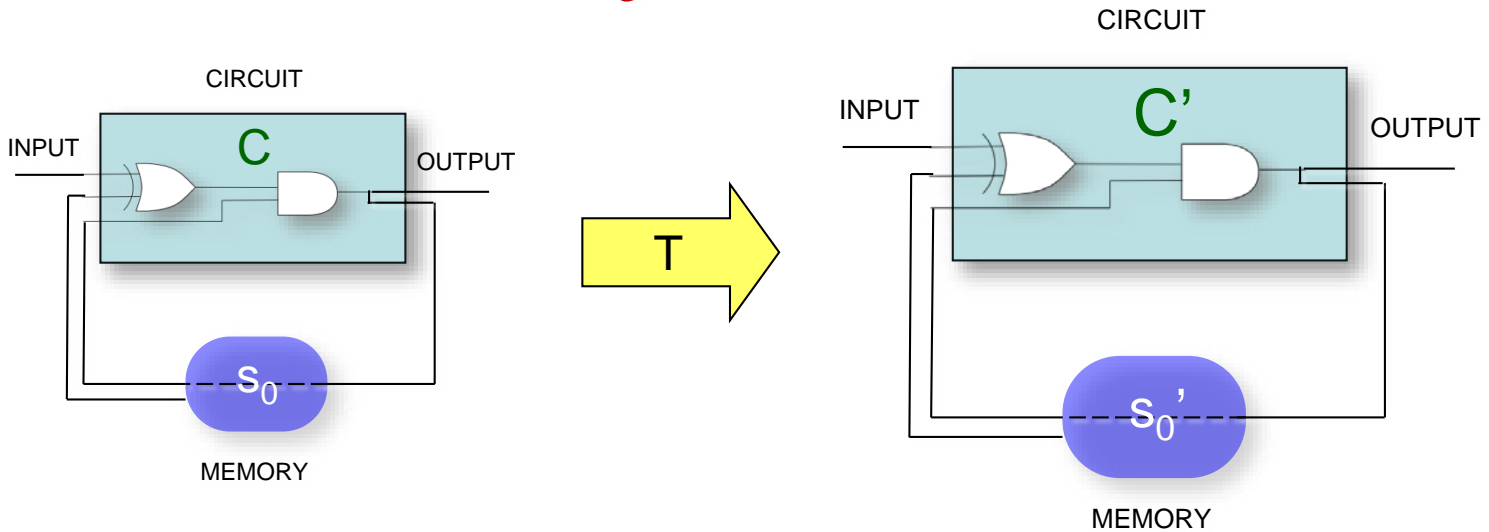 CIRCUIT
C
INPUT
OUTPUT
s₀
MEMORY
T
CIRCUIT
C’
INPUT
OUTPUT
s₀’
MEMORY